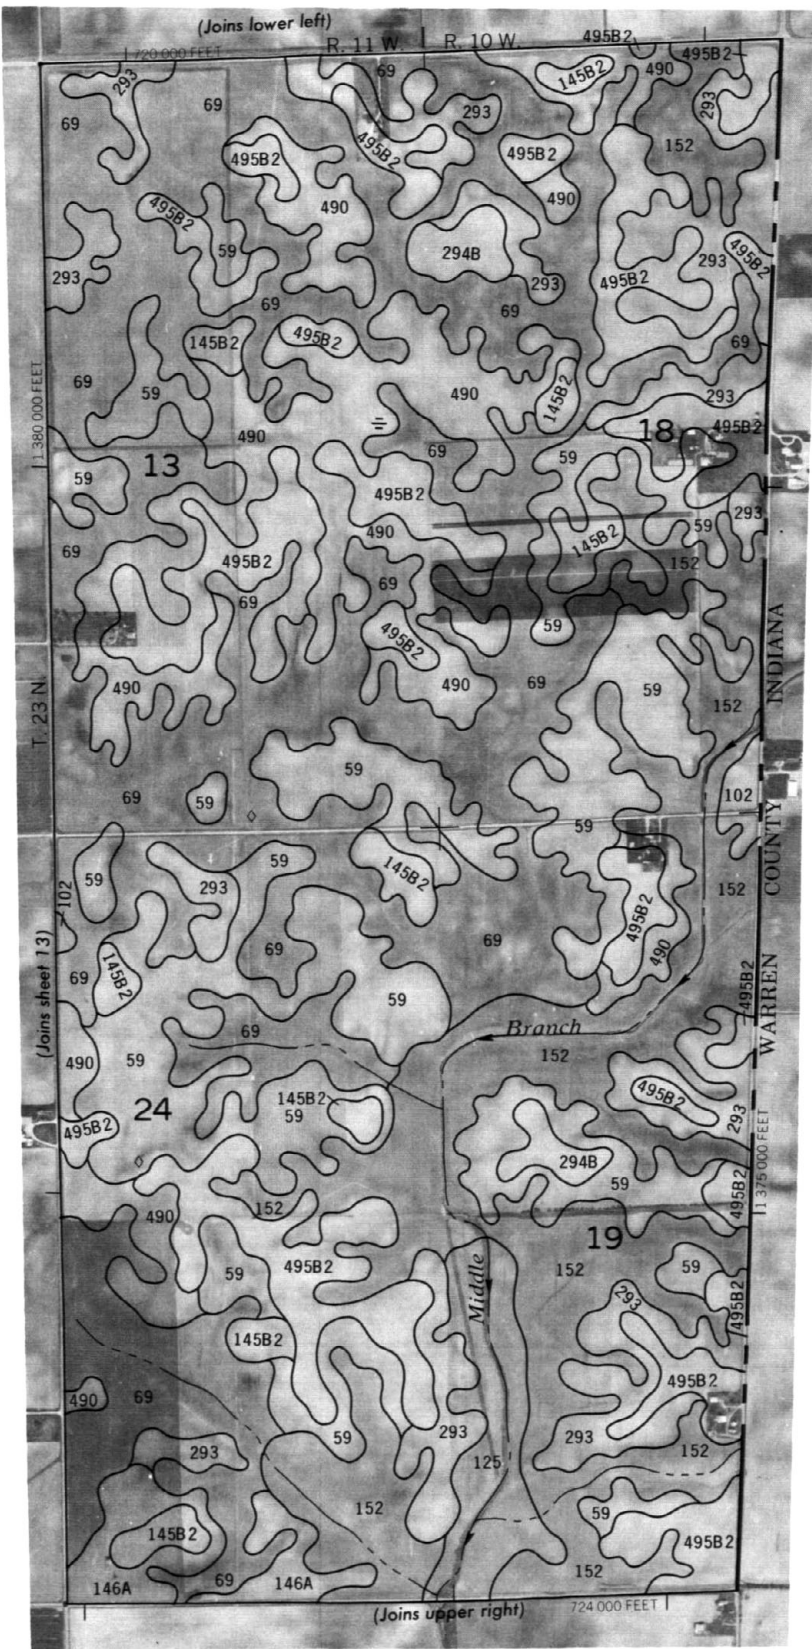 (Joins lower left)
720 000 FEET
R. 11 W.
R. 10 W.
495B2
495B2
293
69
69
145B2
490
293
69
293
152
495B2
495B2
495B2
490
490
495B2
59
294B
293
293
495B2
495B2
293
69
69
145B2
495B2
69
69
59
490
145B2
293
1 380 000 FEET
490
18
495B2
69
59
13
59
495B2
293
59
490
145B2
69
495B2
69
152
69
59
495B2
INDIANA
T. 23 N.
490
490
69
59
152
59
69
59
102
59
COUNTY
59
59
293
145B2
152
102
495B2
69
69
490
69
145B2
(Joins sheet 13)
59
495B2
WARREN
Branch
69
152
490
59
145B2
59
24
495B2
495B2
293
294B
1 375 000 FEET
59
495B2
152
490
19
59
495B2
Middle
152
59
495B2
293
145B2
495B2
490
69
59
293
293
293
152
125
152
59
145B2
495B2
146A
69
146A
152
(Joins upper right)
724 000 FEET